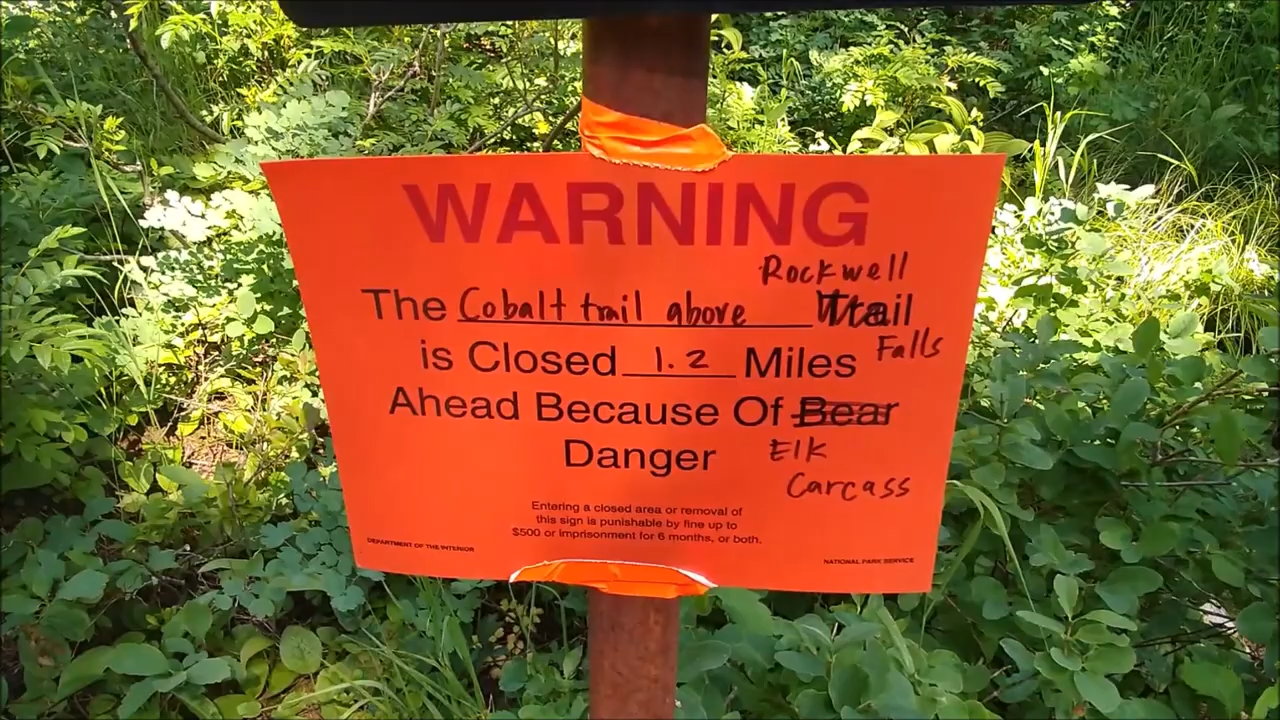 WARNING
Rockwell
The Cobalt trail above Trail
Falls
is Closed 1.2 Miles
Ahead Because Of Bear
Danger Elk
Carcass
Entering a closed area or removal of
this sign is punishable by fine up to
$500 or imprisonment for 6 months, or both.
DEPARTMENT OF THE INTERIOR
NATIONAL PARK SERVICE